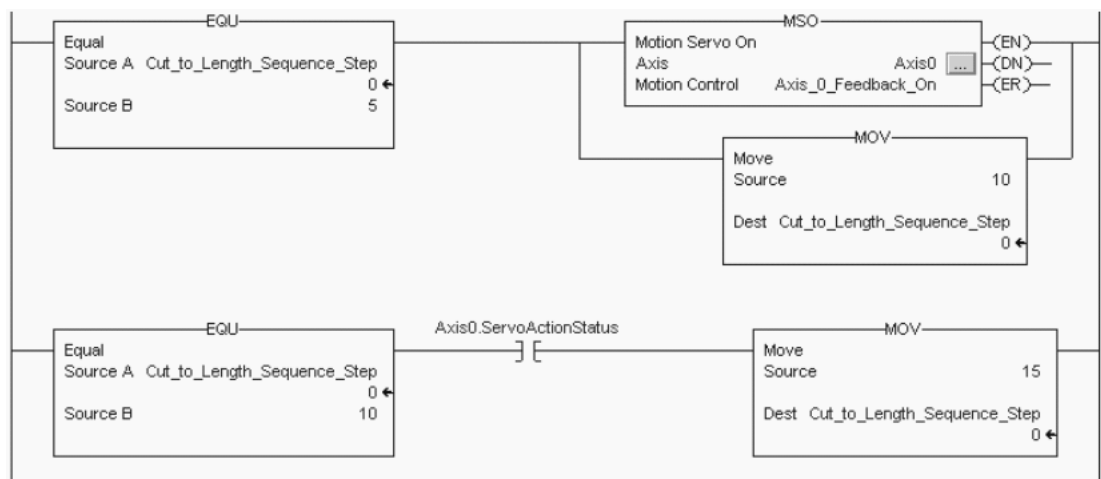 EQU
Equal
Source A Cut_to_Length_Sequence_Step
0
Source B 5
MSO
Motion Servo On
Axis Axis0 ...
Motion Control Axis_0_Feedback_On
(EN)
(DN)
(ER)
MOV
Move
Source 10
Dest Cut_to_Length_Sequence_Step
0
EQU
Equal
Source A Cut_to_Length_Sequence_Step
0
Source B 10
Axis0.ServoActionStatus
MOV
Move
Source 15
Dest Cut_to_Length_Sequence_Step
0